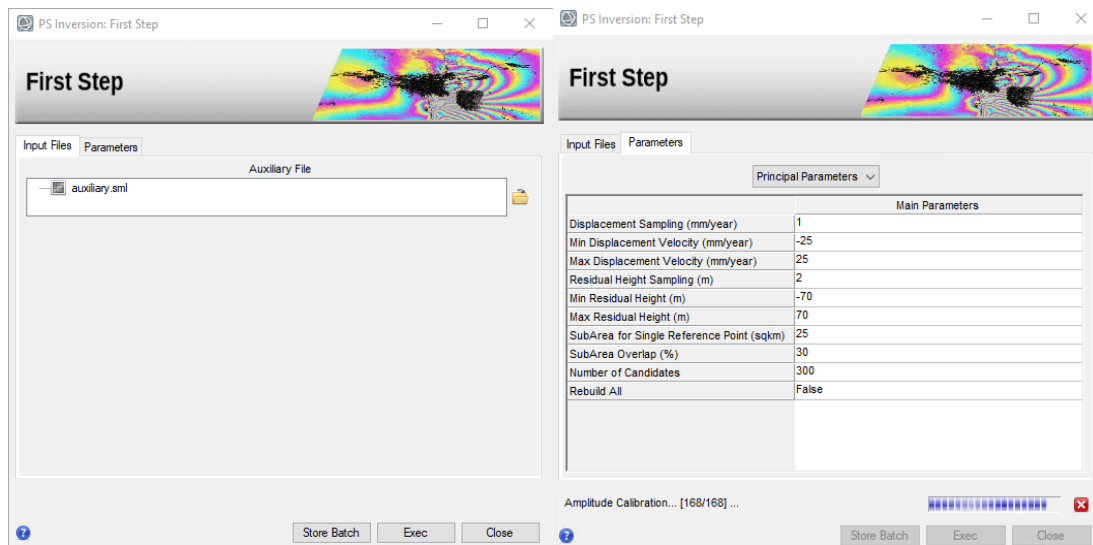 PS Inversion: First Step
First Step
Input Files Parameters
Auxiliary File
auxiliary.sml
Store Batch Exec Close
PS Inversion: First Step
First Step
Input Files Parameters
Principal Parameters
Main Parameters
Displacement Sampling (mm/year) 1
Min Displacement Velocity (mm/year) -25
Max Displacement Velocity (mm/year) 25
Residual Height Sampling (m) 2
Min Residual Height (m) -70
Max Residual Height (m) 70
SubArea for Single Reference Point (sqkm) 25
SubArea Overlap (%) 30
Number of Candidates 300
Rebuild All False
Amplitude Calibration... [168/168] ...
Store Batch Exec Close